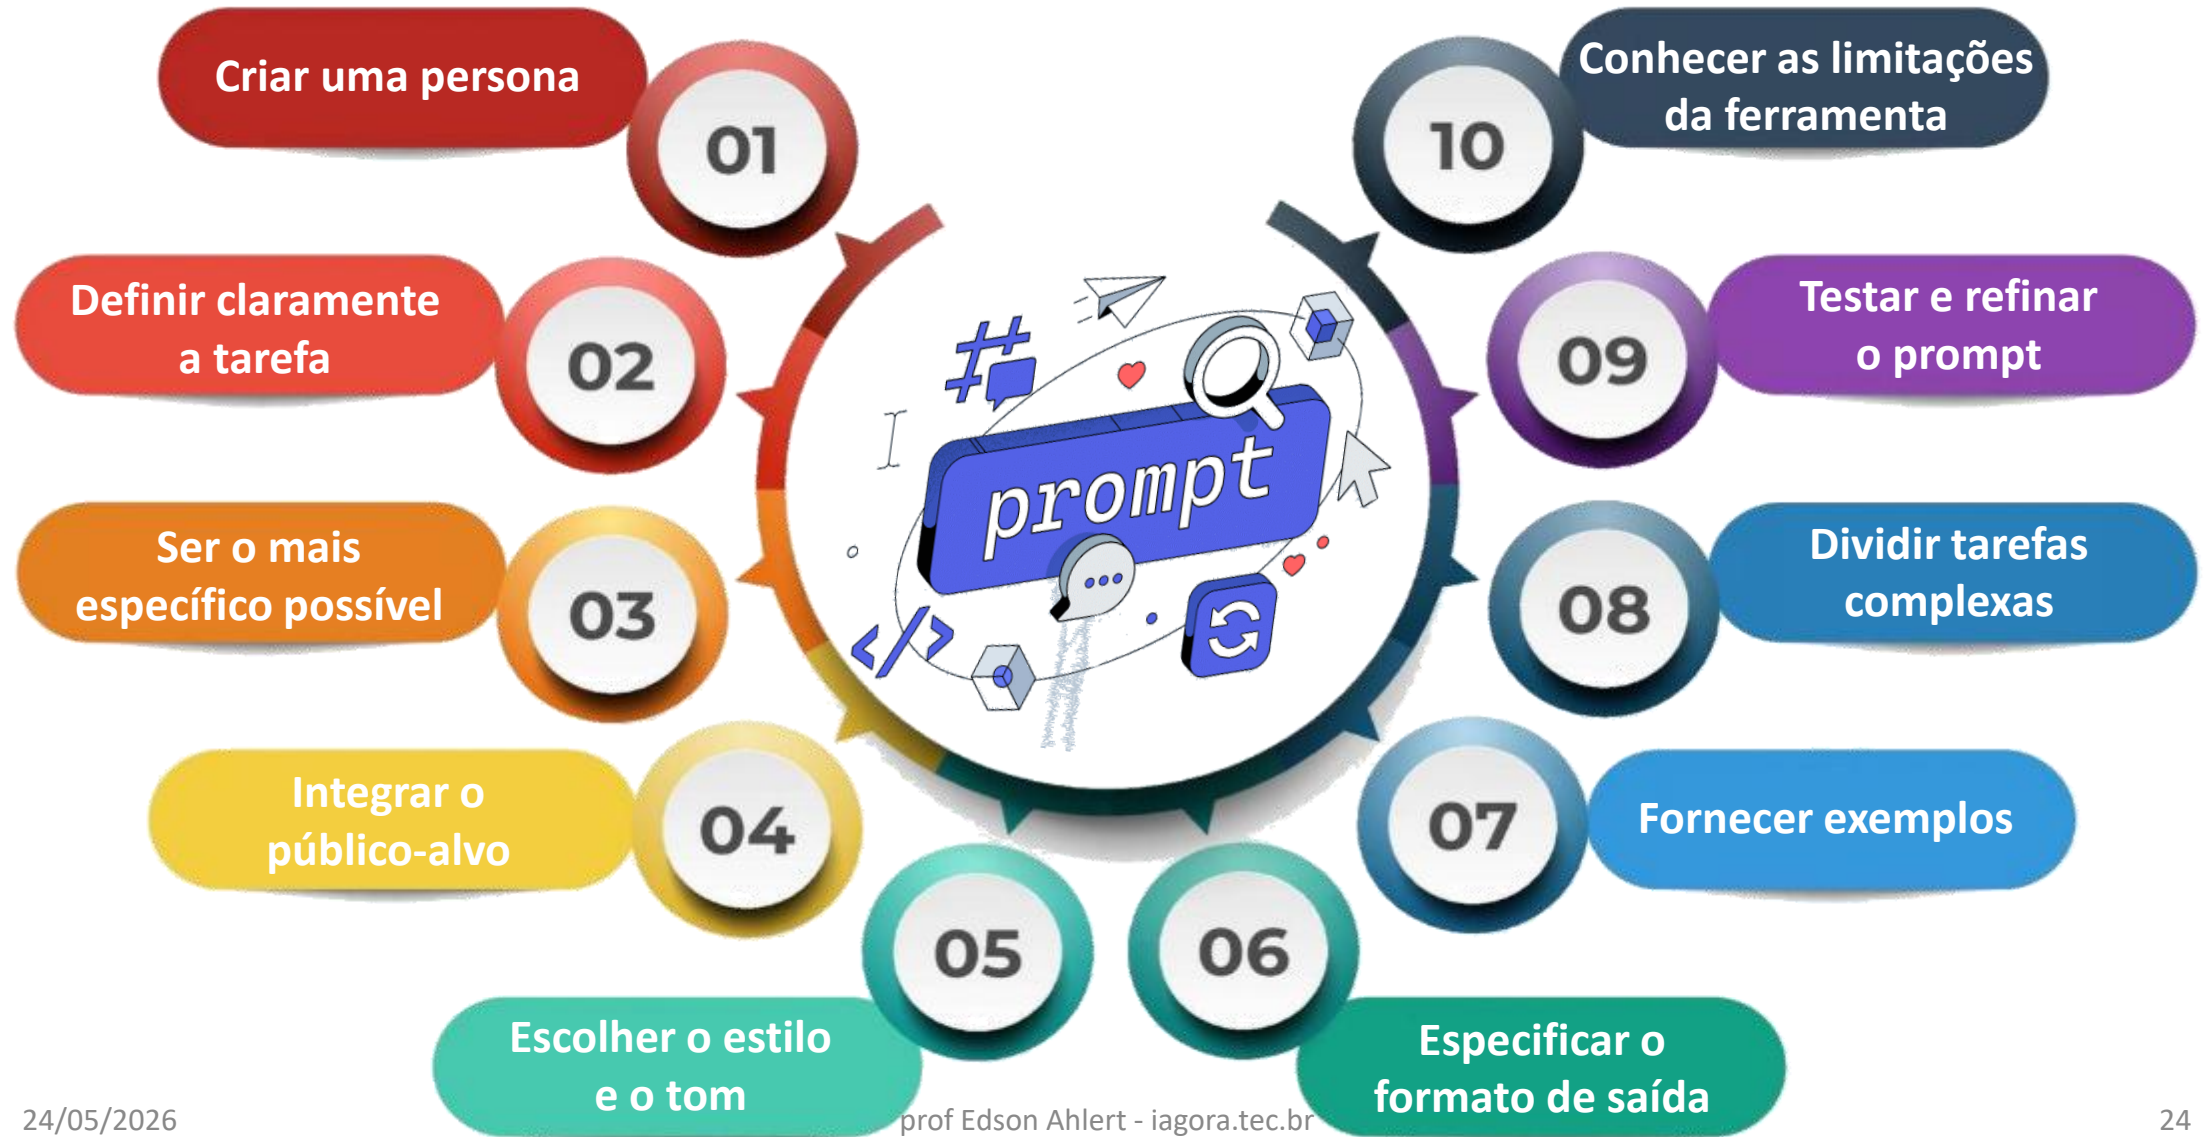 Criar uma persona
01
Definir claramente
a tarefa
02
Ser o mais
específico possível
03
Integrar o
público-alvo
04
Escolher o estilo
e o tom
05
Especificar o
formato de saída
06
Fornecer exemplos
07
Dividir tarefas
complexas
08
Testar e refinar
o prompt
09
Conhecer as limitações
da ferramenta
10
prompt
</>
24/05/2026
prof Edson Ahlert - iagora.tec.br
24